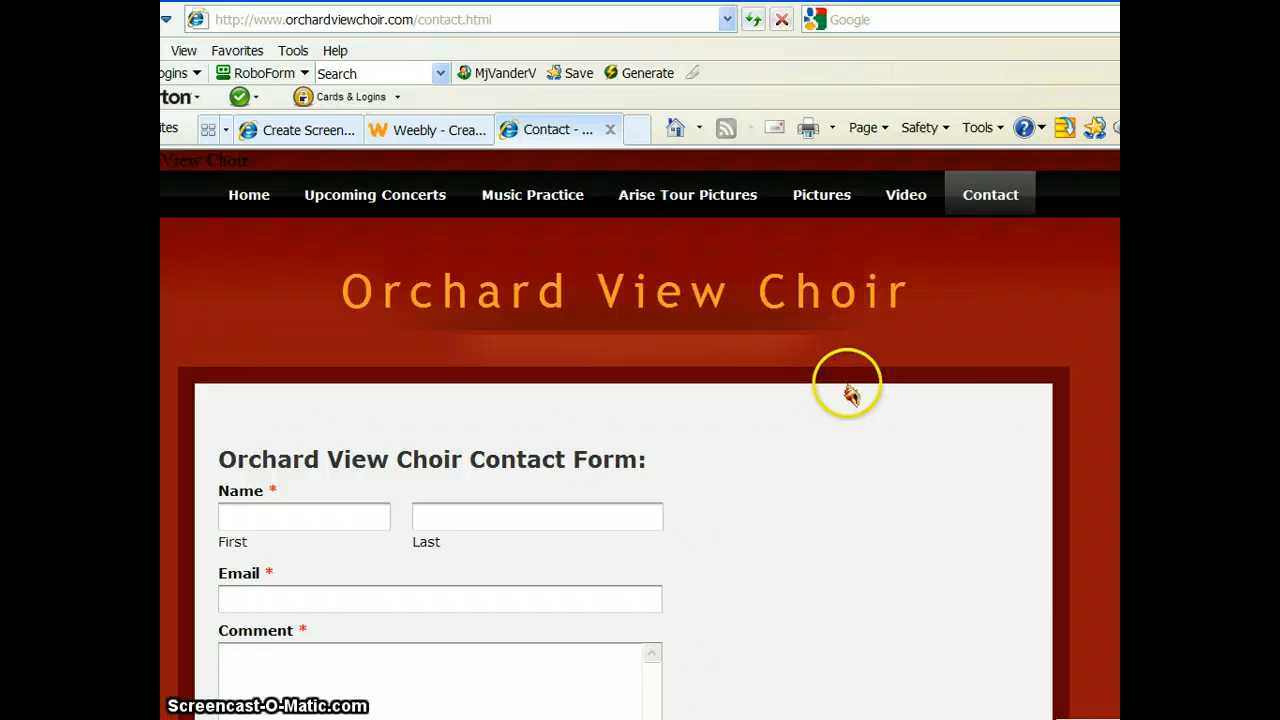 http://www.orchardviewchoir.com/contact.html Google
View Favorites Tools Help
ogins RoboForm Search MjVanderV Save Generate
rton Cards & Logins
ites Create Screen... Weebly - Crea... Contact - ... Page Safety Tools
View Choir
Home Upcoming Concerts Music Practice Arise Tour Pictures Pictures Video Contact
Orchard View Choir
Orchard View Choir Contact Form:
Name *
First Last
Email *
Comment *
Screencast-O-Matic.com